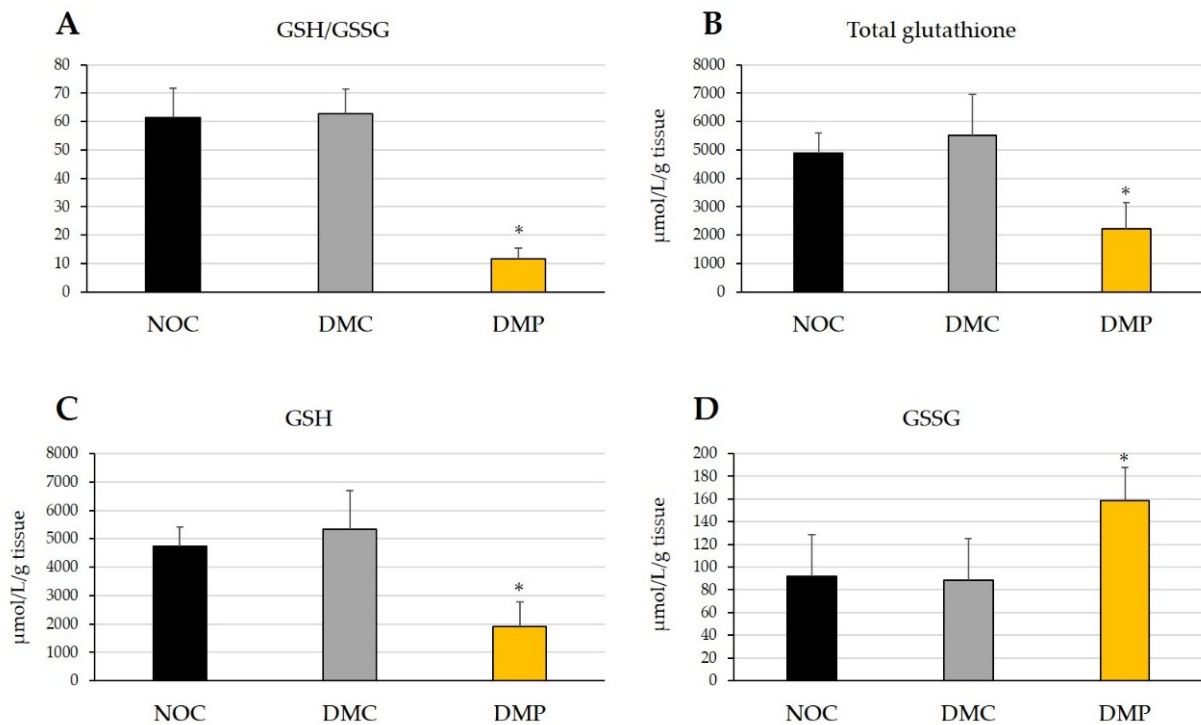 A
GSH/GSSG
80
70
60
50
40
30
20
10
0
NOC DMC DMP
*
B
Total glutathione
µmol/L/g tissue
8000
7000
6000
5000
4000
3000
2000
1000
0
NOC DMC DMP
*
C
GSH
µmol/L/g tissue
8000
7000
6000
5000
4000
3000
2000
1000
0
NOC DMC DMP
*
D
GSSG
µmol/L/g tissue
200
180
160
140
120
100
80
60
40
20
0
NOC DMC DMP
*